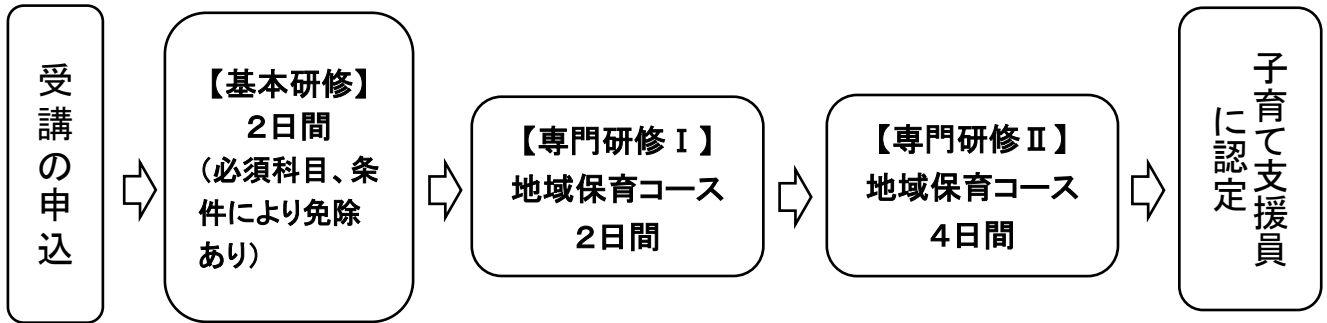 受講の申込
【基本研修】
２日間
（必須科目、条
件により免除
あり）
【専門研修Ⅰ】
地域保育コース
２日間
【専門研修Ⅱ】
地域保育コース
４日間
子育て支援員
に認定